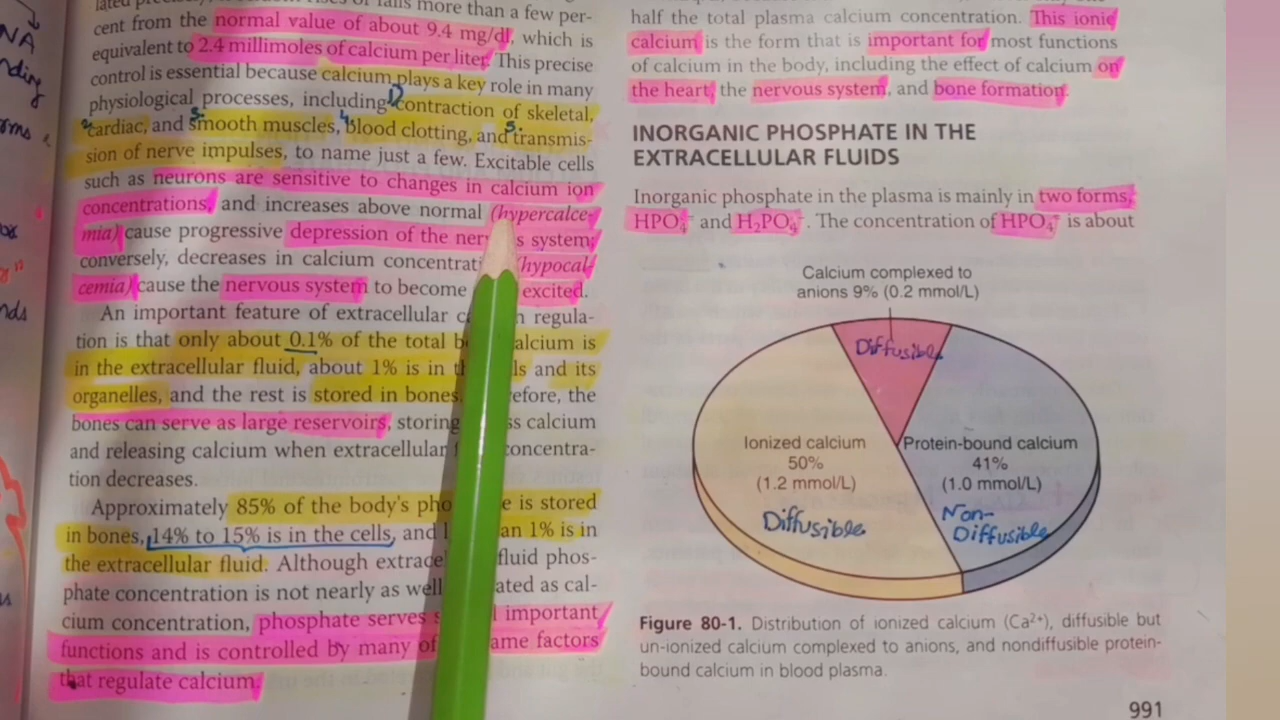 NA
nding
orms
nds
lated more than a few per-
cent from the normal value of about 9.4 mg/dl, which is
equivalent to 2.4 millimoles of calcium per liter. This precise
control is essential because calcium plays a key role in many
physiological processes, including 1) contraction of skeletal,
2 cardiac, and 3 smooth muscles, 4 blood clotting, and 5 transmis-
sion of nerve impulses, to name just a few. Excitable cells
such as neurons are sensitive to changes in calcium ion
concentrations, and increases above normal (hypercalce-
mia) cause progressive depression of the ner s system;
conversely, decreases in calcium concentrati (hypocal-
cemia) cause the nervous system to become excited.
An important feature of extracellular c regula-
tion is that only about 0.1% of the total b alcium is
in the extracellular fluid, about 1% is in th ls and its
organelles, and the rest is stored in bones. efore, the
bones can serve as large reservoirs, storing ss calcium
and releasing calcium when extracellular concentra-
tion decreases.
Approximately 85% of the body's pho e is stored
in bones, 14% to 15% is in the cells, and l an 1% is in
the extracellular fluid. Although extrace fluid phos-
phate concentration is not nearly as well ated as cal-
cium concentration, phosphate serves s l important
functions and is controlled by many of ame factors
that regulate calcium.
half the total plasma calcium concentration. This ionic
calcium is the form that is important for most functions
of calcium in the body, including the effect of calcium on
the heart, the nervous system, and bone formation.
INORGANIC PHOSPHATE IN THE
EXTRACELLULAR FLUIDS
Inorganic phosphate in the plasma is mainly in two forms,
HPO₄⁼ and H₂PO₄⁻. The concentration of HPO₄⁼ is about
Calcium complexed to
anions 9% (0.2 mmol/L)
Diffusible
Ionized calcium
50%
(1.2 mmol/L)
Diffusible
Protein-bound calcium
41%
(1.0 mmol/L)
Non-
Diffusible
Figure 80-1. Distribution of ionized calcium (Ca²⁺), diffusible but
un-ionized calcium complexed to anions, and nondiffusible protein-
bound calcium in blood plasma.
991